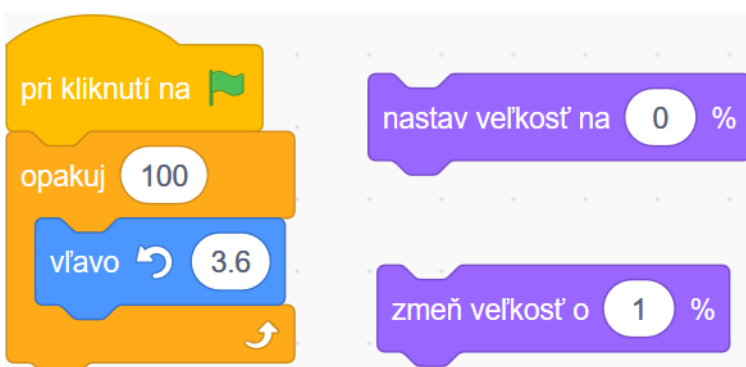 pri kliknutí na
opakuj 100
vľavo 3.6
nastav veľkosť na 0 %
zmeň veľkosť o 1 %